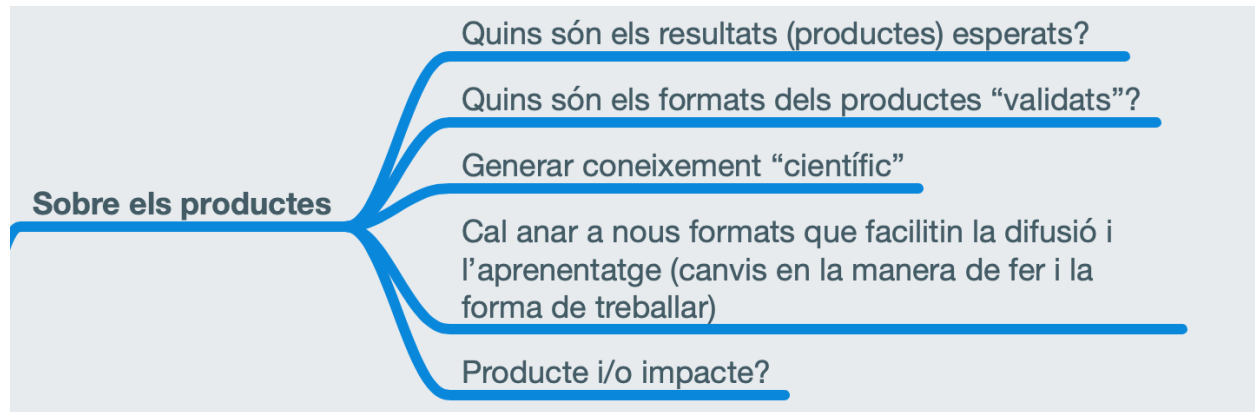 Quins són els resultats (productes) esperats?
Quins són els formats dels productes “validats”?
Generar coneixement “científic”
Sobre els productes
Cal anar a nous formats que facilitin la difusió i
l’aprenentatge (canvis en la manera de fer i la
forma de treballar)
Producte i/o impacte?